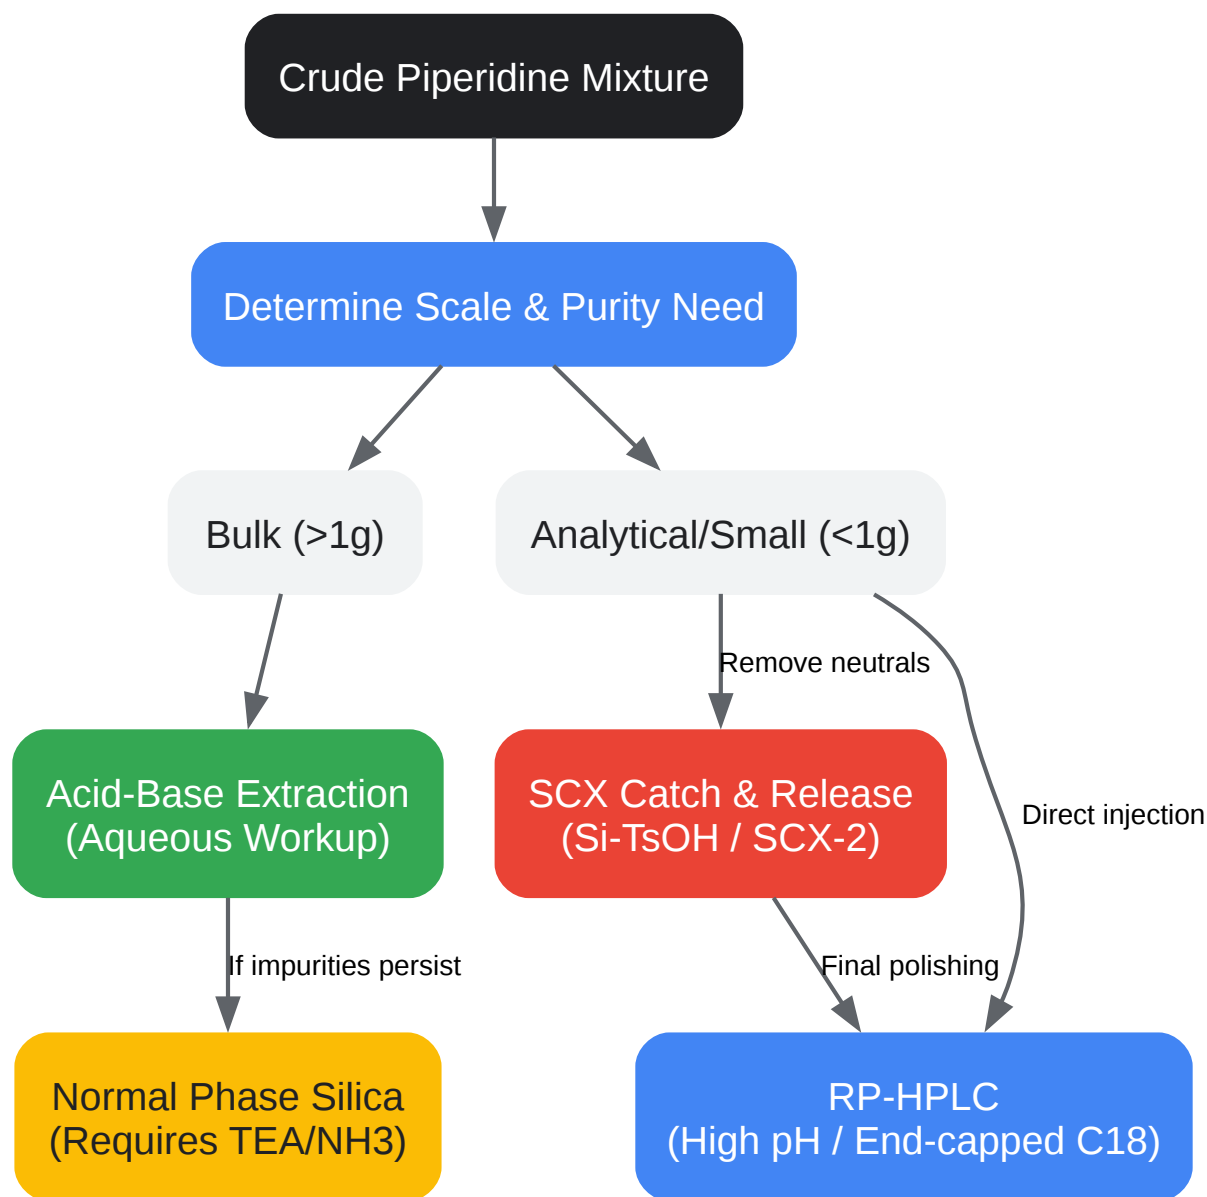 Crude Piperidine Mixture
Determine Scale & Purity Need
Bulk (>1g)
Analytical/Small (<1g)
Remove neutrals
Acid-Base Extraction
(Aqueous Workup)
SCX Catch & Release
(Si-TsOH / SCX-2)
Direct injection
If impurities persist
Final polishing
Normal Phase Silica
(Requires TEA/NH3)
RP-HPLC
(High pH / End-capped C18)